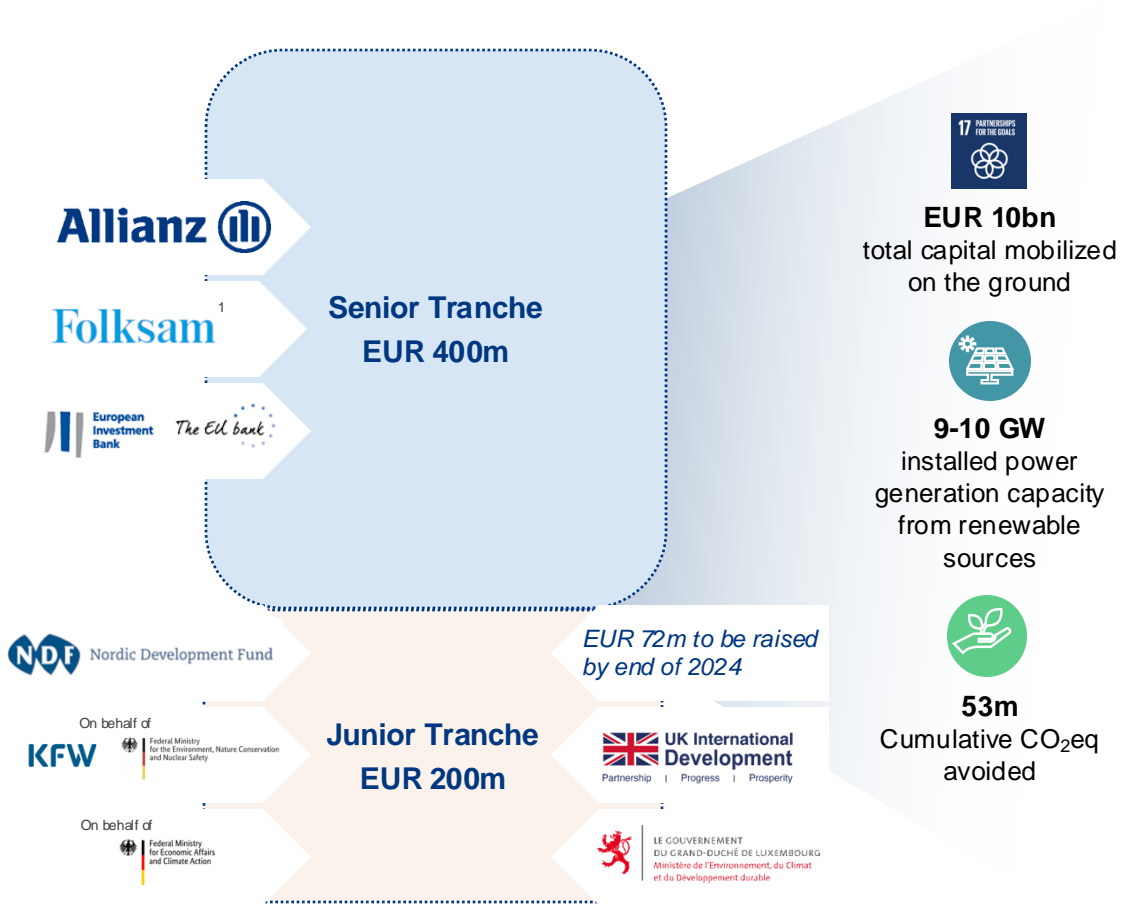 Allianz
Folksam 1
European
Investment
Bank
The EU bank
Senior Tranche
EUR 400m
NDF Nordic Development Fund
EUR 72m to be raised
by end of 2024
On behalf of
KFW
Federal Ministry
for the Environment, Nature Conservation
and Nuclear Safety
Junior Tranche
EUR 200m
UK International
Development
Partnership | Progress | Prosperity
On behalf of
Federal Ministry
for Economic Affairs
and Climate Action
LE GOUVERNEMENT
DU GRAND-DUCHÉ DE LUXEMBOURG
Ministère de l'Environnement, du Climat
et du Développement durable
17 PARTNERSHIPS
FOR THE GOALS
EUR 10bn
total capital mobilized
on the ground
9-10 GW
installed power
generation capacity
from renewable
sources
53m
Cumulative CO₂eq
avoided